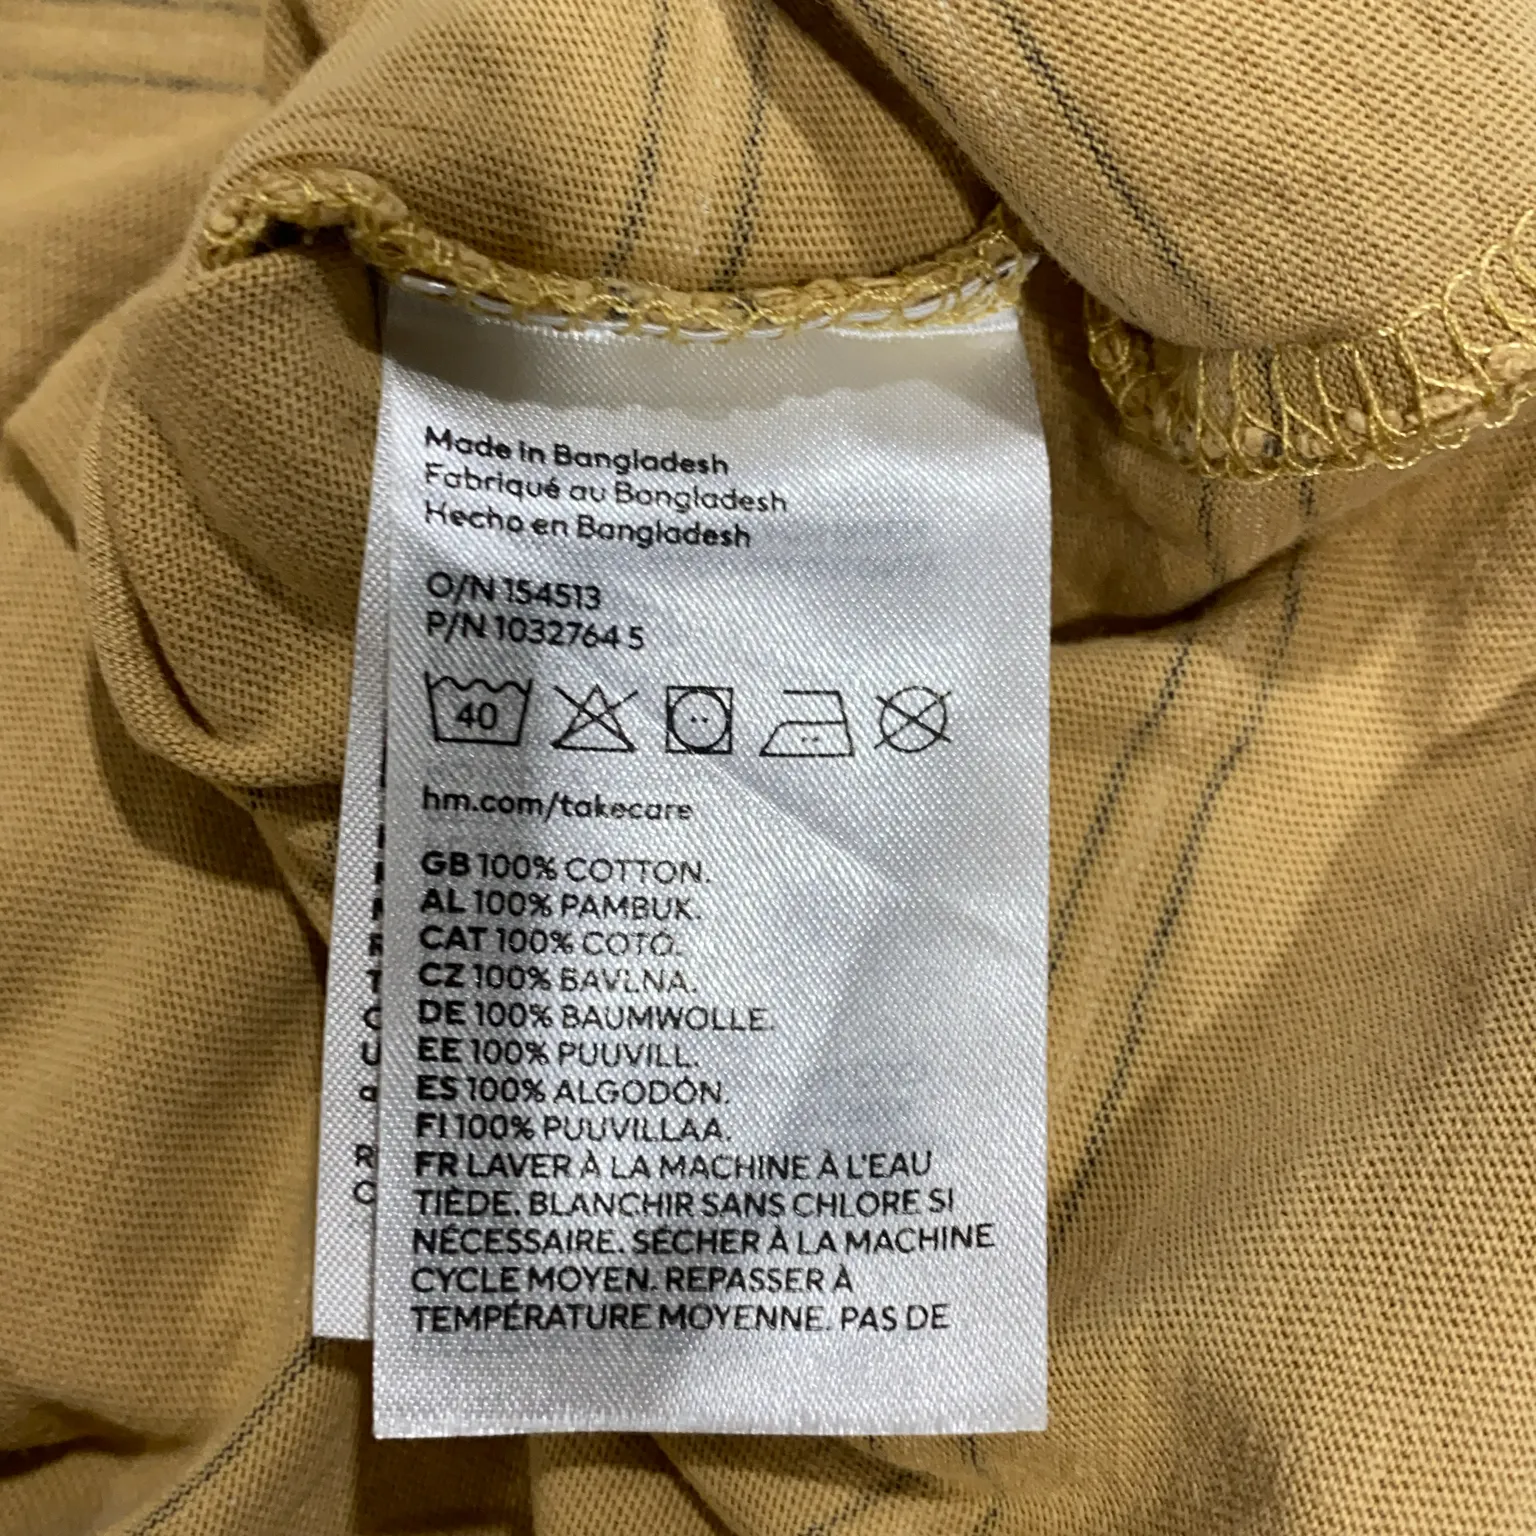 Made in Bangladesh
Fabriqué au Bangladesh
Hecho en Bangladesh
O/N 154513
P/N 1032764 5
40
hm.com/takecare
GB 100% COTTON.
AL 100% PAMBUK.
CAT 100% COTÓ.
CZ 100% BAVLNA.
DE 100% BAUMWOLLE.
EE 100% PUUVILL.
ES 100% ALGODÓN.
FI 100% PUUVILLAA.
FR LAVER À LA MACHINE À L'EAU
TIÈDE. BLANCHIR SANS CHLORE SI
NÉCESSAIRE. SÉCHER À LA MACHINE
CYCLE MOYEN. REPASSER À
TEMPÉRATURE MOYENNE. PAS DE